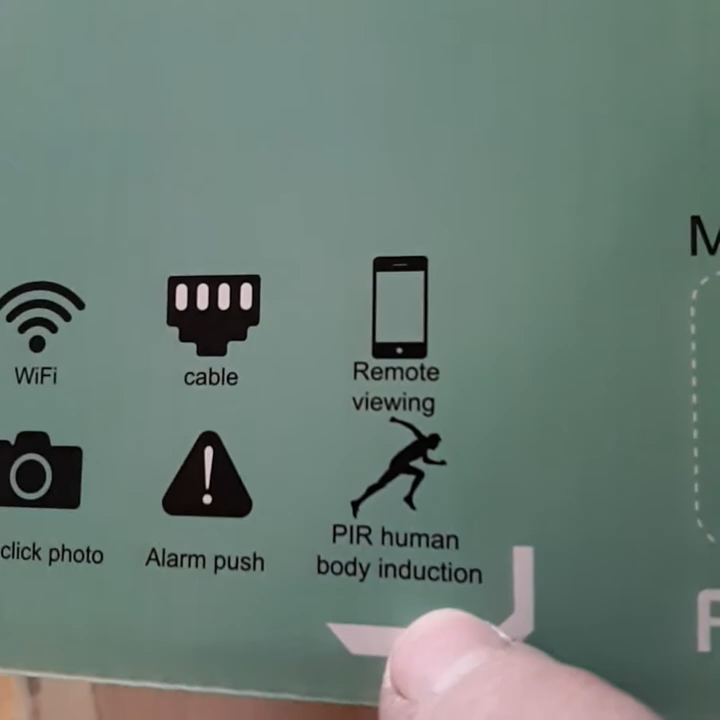 WiFi
cable
Remote
viewing
click photo
Alarm push
PIR human
body induction
M